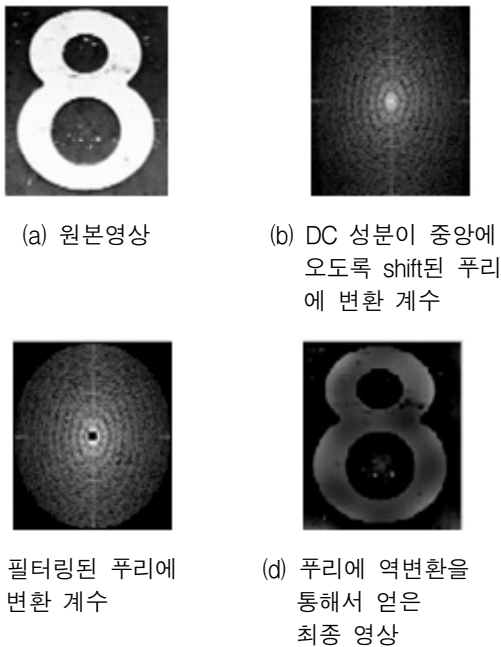 (a) 원본영상
(b) DC 성분이 중앙에
오도록 shift된 푸리
에 변환 계수
필터링된 푸리에
변환 계수
(d) 푸리에 역변환을
통해서 얻은
최종 영상